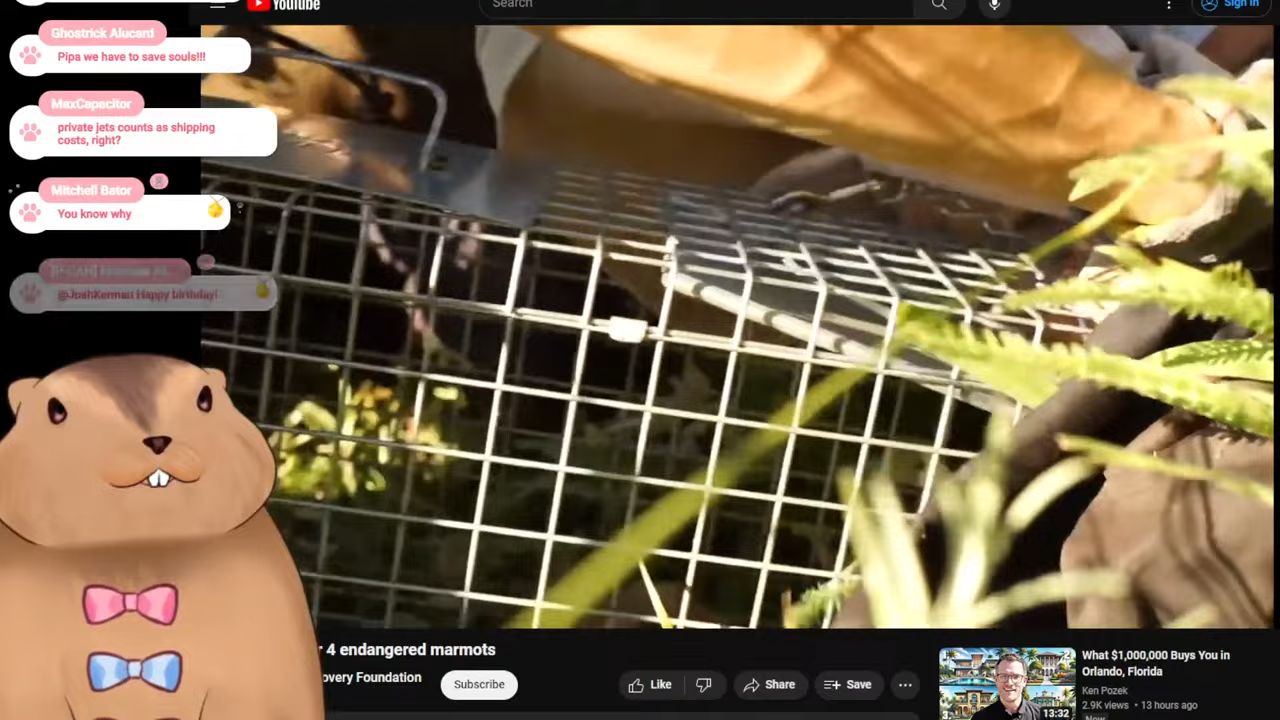 YouTube
Search
Sign in
Ghostrick Alucard
Pipa we have to save souls!!!
MaxCapacitor
private jets counts as shipping
costs, right?
Mitchell Bator
You know why
@JoshKerman Happy birthday!
4 endangered marmots
overy Foundation
Subscribe
Like
Share
Save
What $1,000,000 Buys You in
Orlando, Florida
Ken Pozek
2.9K views • 13 hours ago
13:32